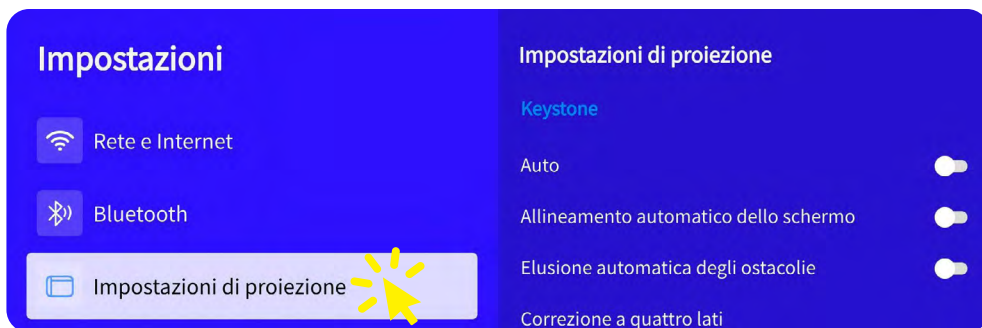 Impostazioni
Rete e Internet
Bluetooth
Impostazioni di proiezione
Impostazioni di proiezione
Keystone
Auto
Allineamento automatico dello schermo
Elusione automatica degli ostacolie
Correzione a quattro lati